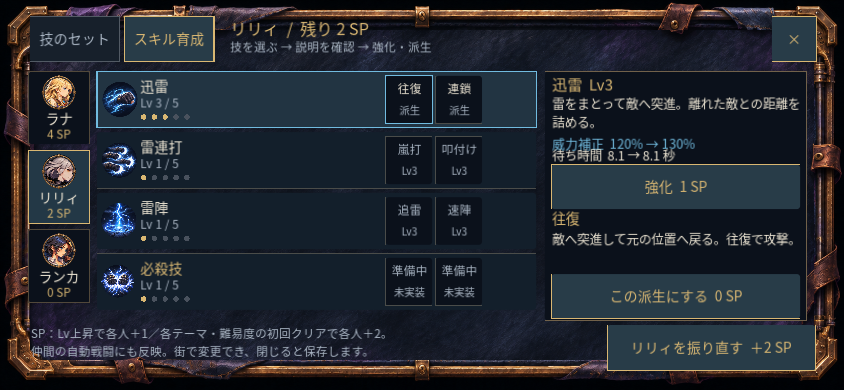 技のセット
スキル育成
リリィ / 残り 2 SP
技を選ぶ → 説明を確認 → 強化・派生
×
ラナ
4 SP
リリィ
2 SP
ランカ
0 SP
迅雷
Lv 3 / 5
往復
派生
連鎖
派生
雷連打
Lv 1 / 5
嵐打
Lv3
叩付け
Lv3
雷陣
Lv 1 / 5
追雷
Lv3
速陣
Lv3
必殺技
Lv 1 / 5
準備中
未実装
準備中
未実装
迅雷 Lv3
雷をまとって敵へ突進。離れた敵との距離を
詰める。
威力補正 120% → 130%
待ち時間 8.1 → 8.1 秒
強化 1 SP
往復
敵へ突進して元の位置へ戻る。往復で攻撃。
この派生にする 0 SP
SP：Lv上昇で各人＋1／各テーマ・難易度の初回クリアで各人＋2。
仲間の自動戦闘にも反映。街で変更でき、閉じると保存します。
リリィを振り直す ＋2 SP